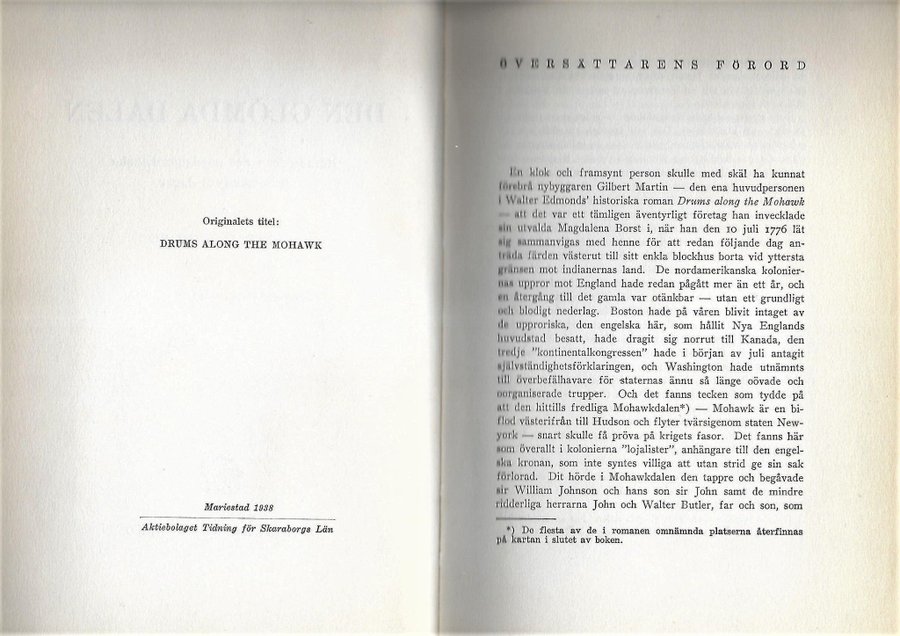 Originalets titel:
DRUMS ALONG THE MOHAWK
Mariestad 1938
Aktiebolaget Tidning för Skaraborgs Län
ÖVERSÄTTARENS FÖRORD
En klok och framsynt person skulle med skäl ha kunnat
förebrå nybyggaren Gilbert Martin — den ena huvudpersonen
i Walter Edmonds' historiska roman Drums along the Mohawk
— att det var ett tämligen äventyrligt företag han invecklade
sin utvalda Magdalena Borst i, när han den 10 juli 1776 lät
sig sammanvigas med henne för att redan följande dag an-
träda färden västerut till sitt enkla blockhus borta vid yttersta
gränsen mot indianernas land. De nordamerikanska kolonier-
nas uppror mot England hade redan pågått mer än ett år, och
en återgång till det gamla var otänkbar — utan ett grundligt
och blodigt nederlag. Boston hade på våren blivit intaget av
de upproriska, den engelska här, som hållit Nya Englands
huvudstad besatt, hade dragit sig norrut till Kanada, den
tredje "kontinentalkongressen" hade i början av juli antagit
självständighetsförklaringen, och Washington hade utnämnts
till överbefälhavare för staternas ännu så länge oövade och
oorganiserade trupper. Och det fanns tecken som tydde på
att den hittills fredliga Mohawkdalen*) — Mohawk är en bi-
flod västerifrån till Hudson och flyter tvärsigenom staten New-
york — snart skulle få pröva på krigets fasor. Det fanns här
som överallt i kolonierna "lojalister", anhängare till den engel-
ska kronan, som inte syntes villiga att utan strid ge sin sak
förlorad. Dit hörde i Mohawkdalen den tappre och begåvade
sir William Johnson och hans son sir John samt de mindre
ridderliga herrarna John och Walter Butler, far och son, som
*) De flesta av de i romanen omnämnda platserna återfinnas
på kartan i slutet av boken.